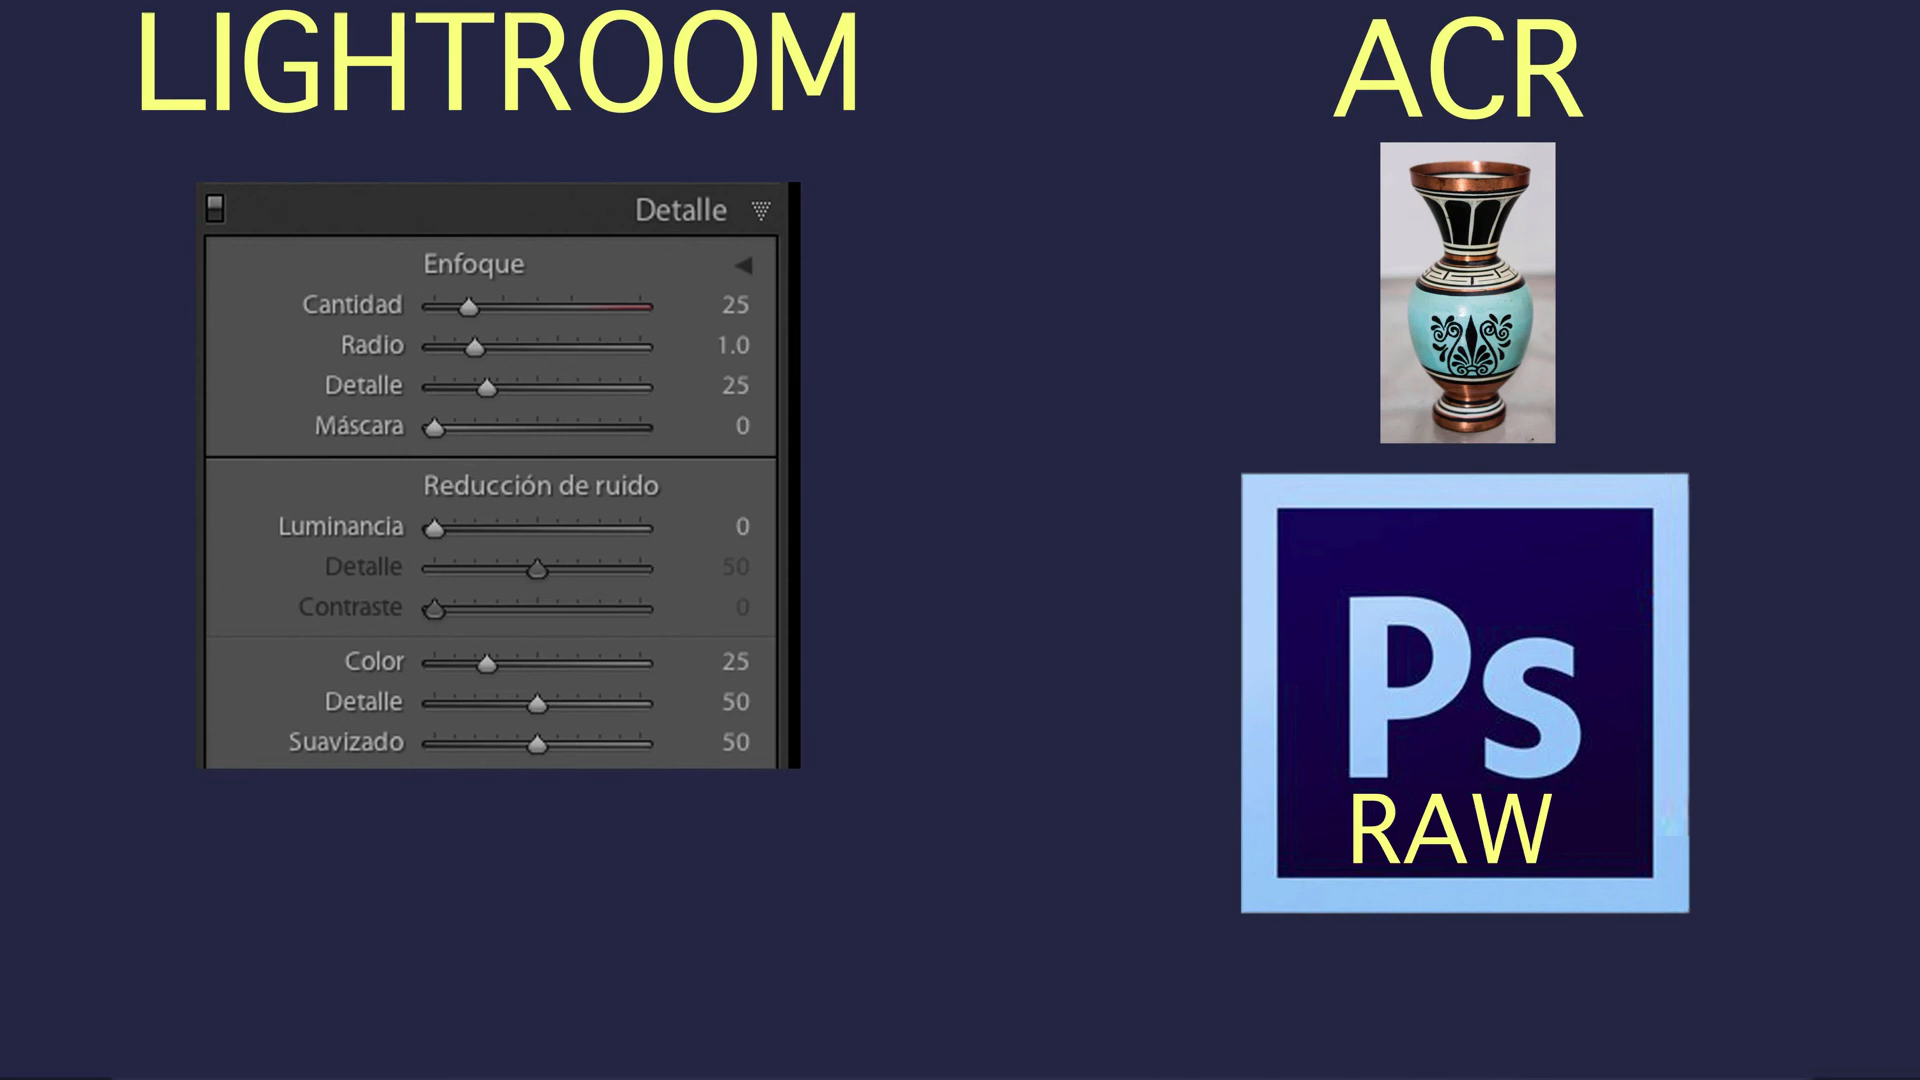 LIGHTROOM
ACR
Detalle
Enfoque
Cantidad 25
Radio 1.0
Detalle 25
Máscara 0
Reducción de ruido
Luminancia 0
Detalle 50
Contraste 0
Color 25
Detalle 50
Suavizado 50
Ps
RAW